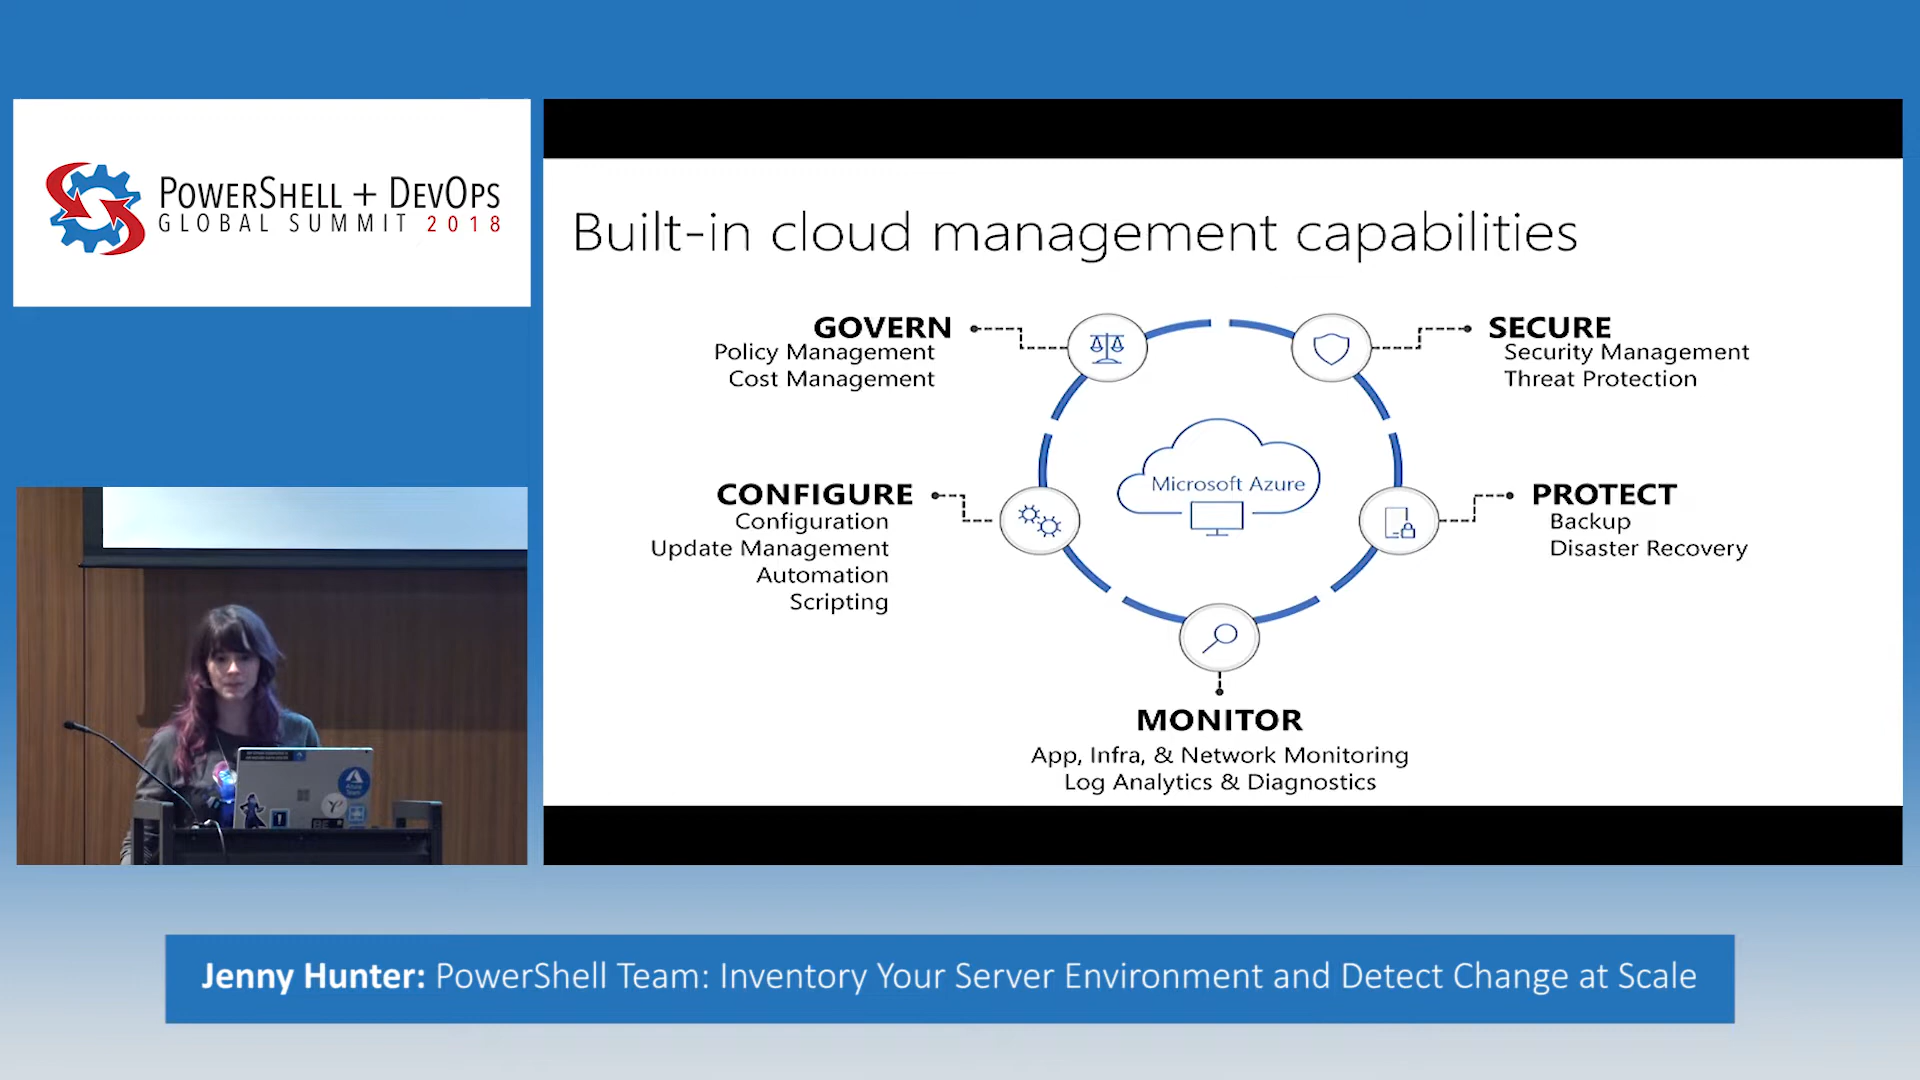 POWERSHELL + DEVOPS
GLOBAL SUMMIT 2018
Built-in cloud management capabilities
GOVERN
Policy Management
Cost Management
SECURE
Security Management
Threat Protection
Microsoft Azure
CONFIGURE
Configuration
Update Management
Automation
Scripting
PROTECT
Backup
Disaster Recovery
MONITOR
App, Infra, & Network Monitoring
Log Analytics & Diagnostics
Azure
Team
Jenny Hunter: PowerShell Team: Inventory Your Server Environment and Detect Change at Scale